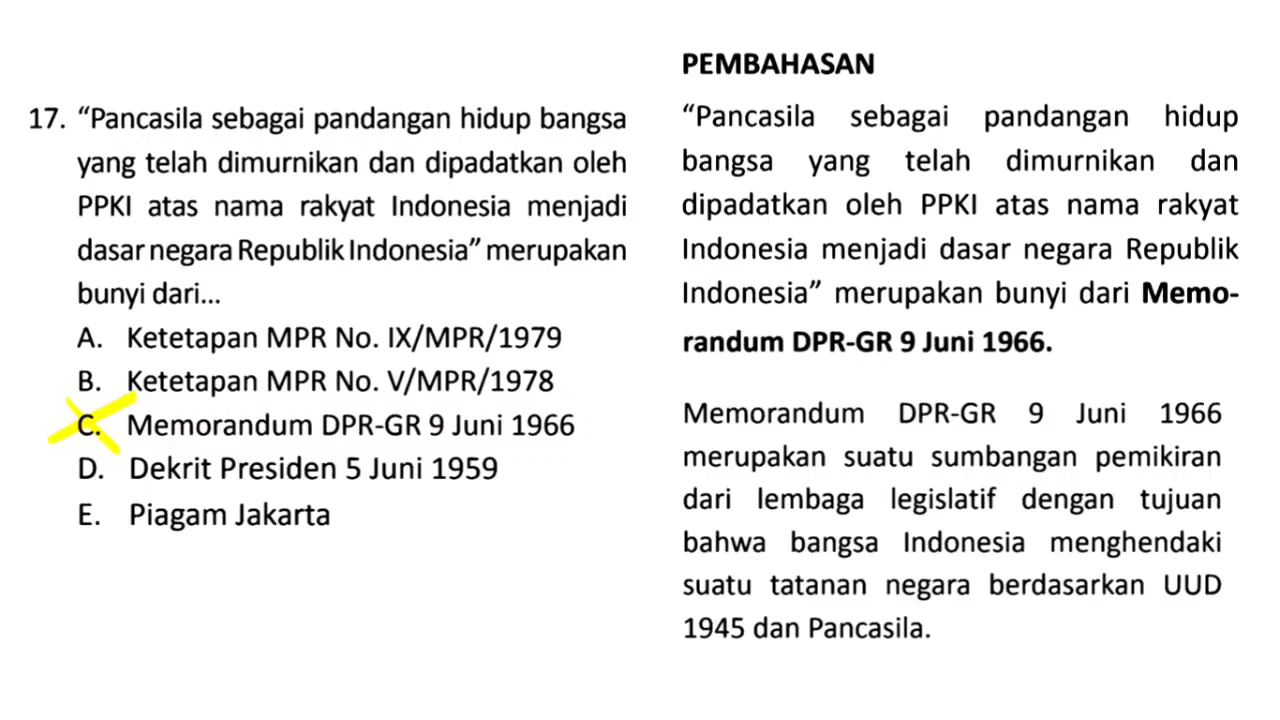 17. “Pancasila sebagai pandangan hidup bangsa
yang telah dimurnikan dan dipadatkan oleh
PPKI atas nama rakyat Indonesia menjadi
dasar negara Republik Indonesia” merupakan
bunyi dari...
A. Ketetapan MPR No. IX/MPR/1979
B. Ketetapan MPR No. V/MPR/1978
C. Memorandum DPR-GR 9 Juni 1966
D. Dekrit Presiden 5 Juni 1959
E. Piagam Jakarta
PEMBAHASAN
“Pancasila sebagai pandangan hidup
bangsa yang telah dimurnikan dan
dipadatkan oleh PPKI atas nama rakyat
Indonesia menjadi dasar negara Republik
Indonesia” merupakan bunyi dari Memo-
randum DPR-GR 9 Juni 1966.
Memorandum DPR-GR 9 Juni 1966
merupakan suatu sumbangan pemikiran
dari lembaga legislatif dengan tujuan
bahwa bangsa Indonesia menghendaki
suatu tatanan negara berdasarkan UUD
1945 dan Pancasila.